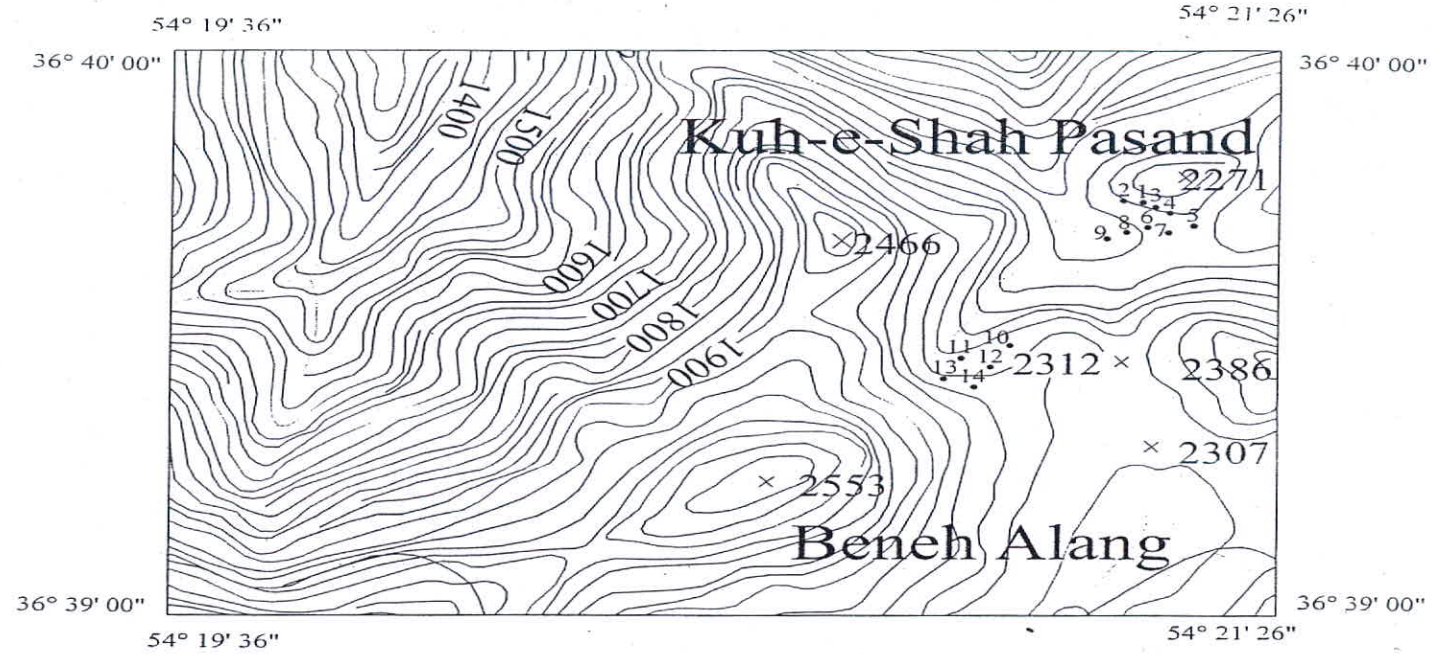 54° 19' 36" 54° 21' 26"
36° 40' 00" 36° 40' 00"
1400
1500
Kuh-e-Shah Pasand
2271
2 1 3 4
9 8 6 7 5
2466
1600
1700
1800
1900
11 10
13 12 2312 2386
14
2307
2553
Beneh Alang
36° 39' 00" 36° 39' 00"
54° 19' 36" 54° 21' 26"